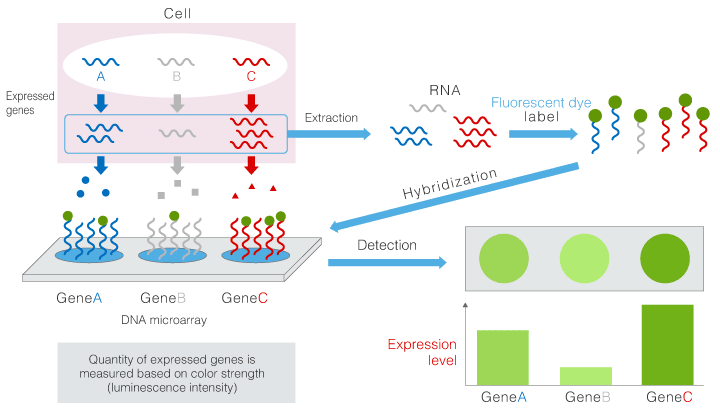 Cell
A
B
C
Expressed
genes
Extraction
RNA
Fluorescent dye
label
Hybridization
GeneA
GeneB
GeneC
DNA microarray
Detection
Quantity of expressed genes is
measured based on color strength
(luminescence intensity)
Expression
level
GeneA
GeneB
GeneC